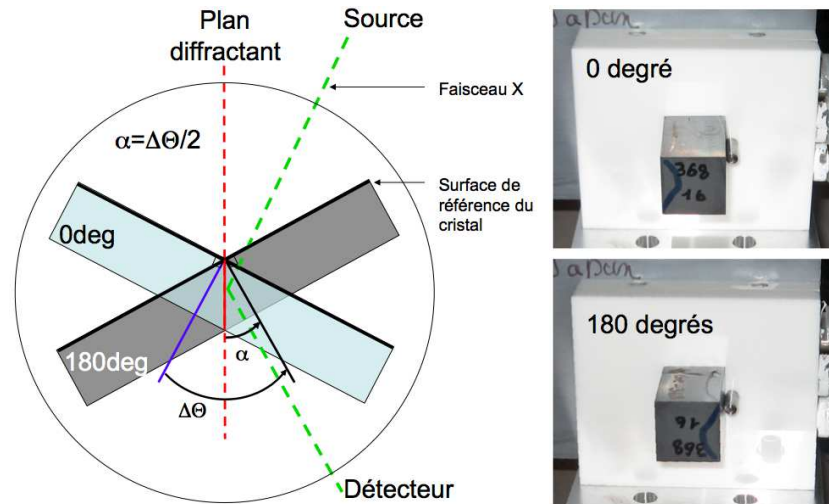 Plan
diffractant
Source
Faisceau X
α=ΔΘ/2
Surface de
référence du
cristal
0deg
180deg
α
ΔΘ
Détecteur
0 degré
368
16
180 degrés
16
368